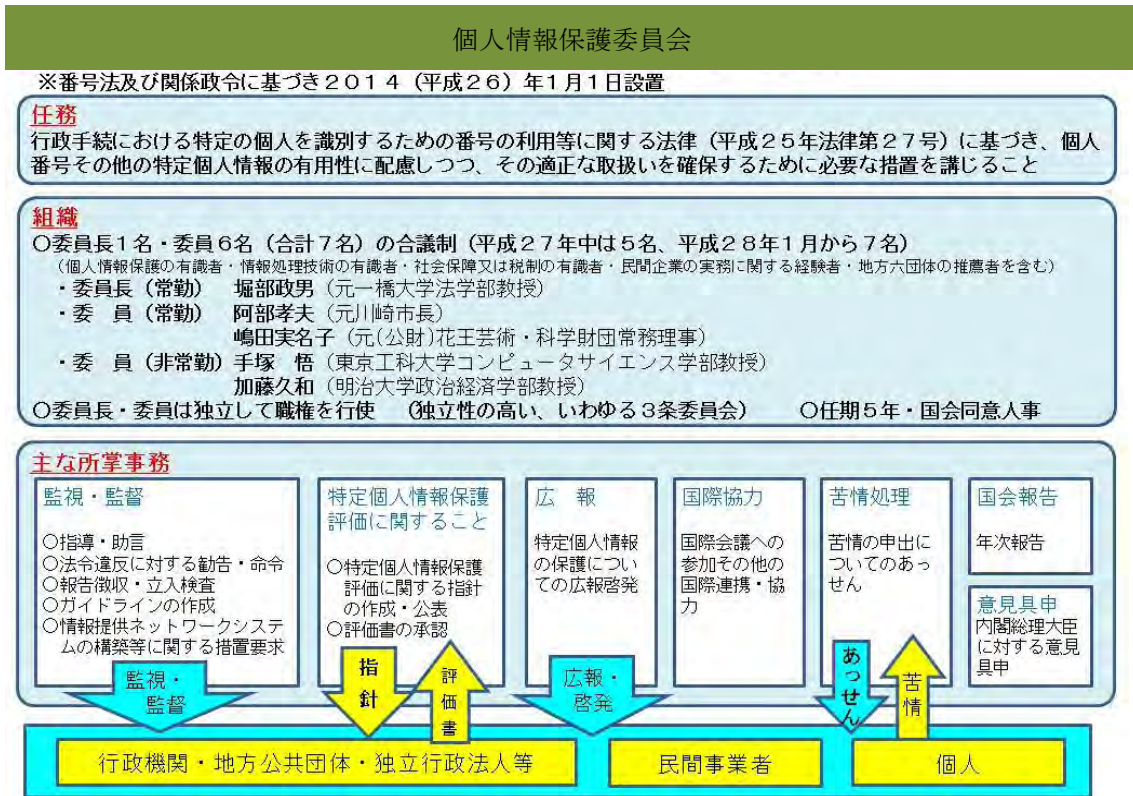 個人情報保護委員会
※番号法及び関係政令に基づき2014(平成26)年1月1日設置
任務
行政手続における特定の個人を識別するための番号の利用等に関する法律(平成25年法律第27号)に基づき、個人
番号その他の特定個人情報の有用性に配慮しつつ、その適正な取扱いを確保するために必要な措置を講じること
組織
○委員長1名・委員6名(合計7名)の合議制(平成27年中は5名、平成28年1月から7名)
(個人情報保護の有識者・情報処理技術の有識者・社会保障又は税制の有識者・民間企業の実務に関する経験者・地方六団体の推薦者を含む)
・委員長(常勤) 堀部政男(元一橋大学法学部教授)
・委 員(常勤) 阿部孝夫(元川崎市長)
嶋田実名子(元(公財)花王芸術・科学財団常務理事)
・委 員(非常勤)手塚 悟(東京工科大学コンピュータサイエンス学部教授)
加藤久和(明治大学政治経済学部教授)
○委員長・委員は独立して職権を行使 (独立性の高い、いわゆる3条委員会) ○任期5年・国会同意人事
主な所掌事務
監視・監督
○指導・助言
○法令違反に対する勧告・命令
○報告徴収・立入検査
○ガイドラインの作成
○情報提供ネットワークシステ
ムの構築等に関する措置要求
特定個人情報保護
評価に関すること
○特定個人情報保護
評価に関する指針
の作成・公表
○評価書の承認
広 報
特定個人情報
の保護につい
ての広報啓発
国際協力
国際会議への
参加その他の
国際連携・協
力
苦情処理
苦情の申出に
ついてのあっ
せん
国会報告
年次報告
意見具申
内閣総理大臣
に対する意見
具申
監視・
監督
指針
評価書
広報・
啓発
あっせん
苦情
行政機関・地方公共団体・独立行政法人等
民間事業者
個人